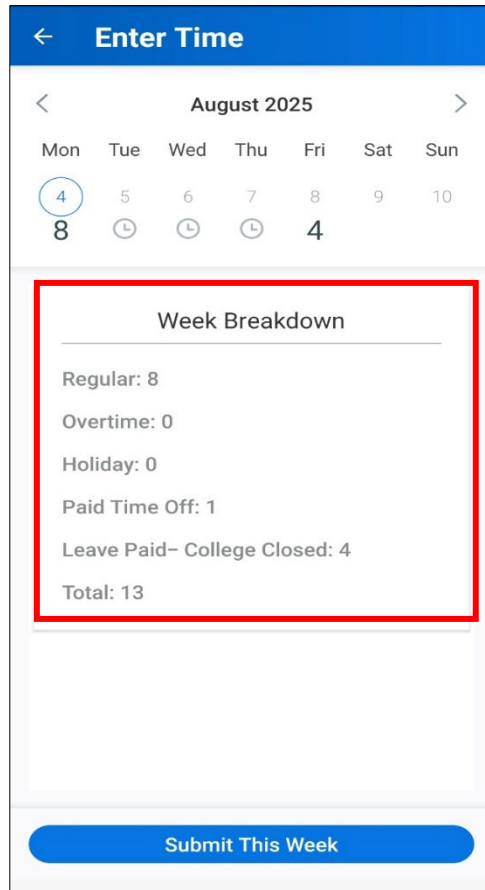 Enter Time
August 2025
Mon Tue Wed Thu Fri Sat Sun
4 5 6 7 8 9 10
8 4
Week Breakdown
Regular: 8
Overtime: 0
Holiday: 0
Paid Time Off: 1
Leave Paid– College Closed: 4
Total: 13
Submit This Week